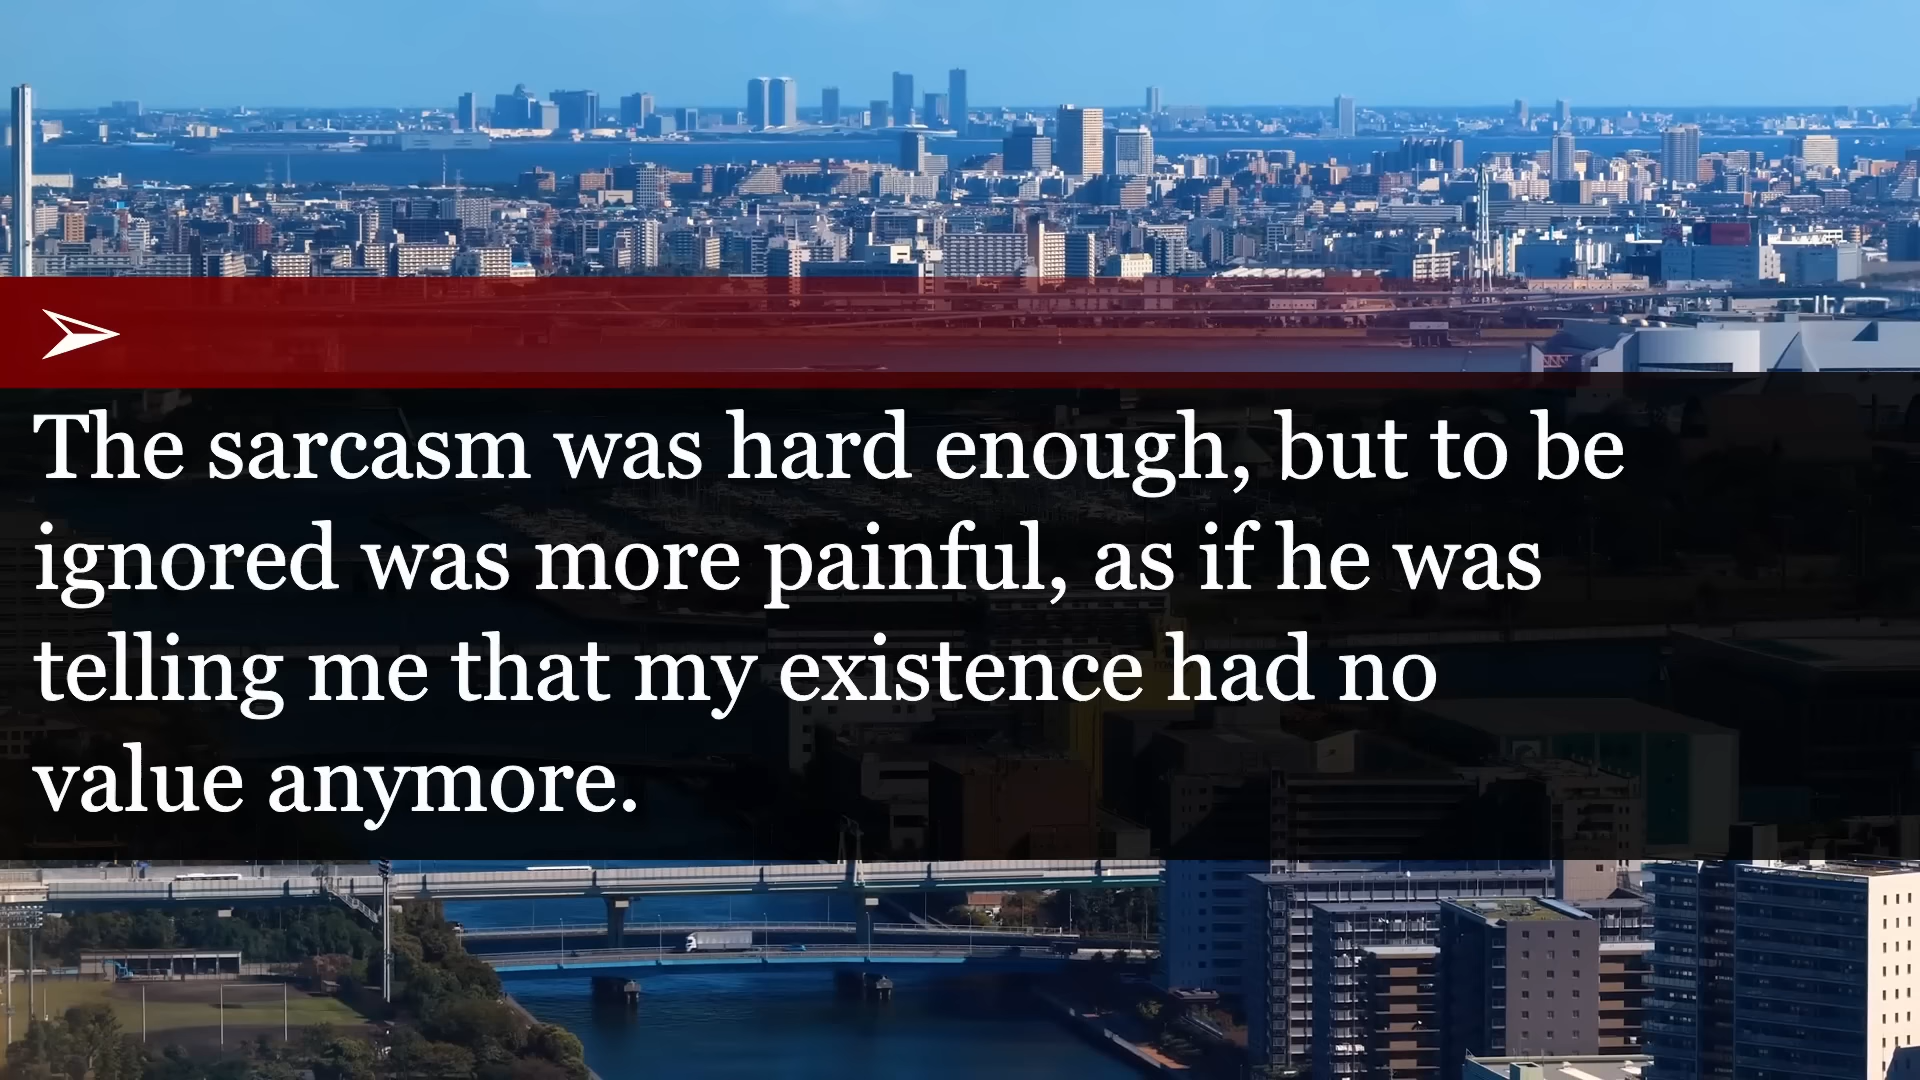 The sarcasm was hard enough, but to be
ignored was more painful, as if he was
telling me that my existence had no
value anymore.